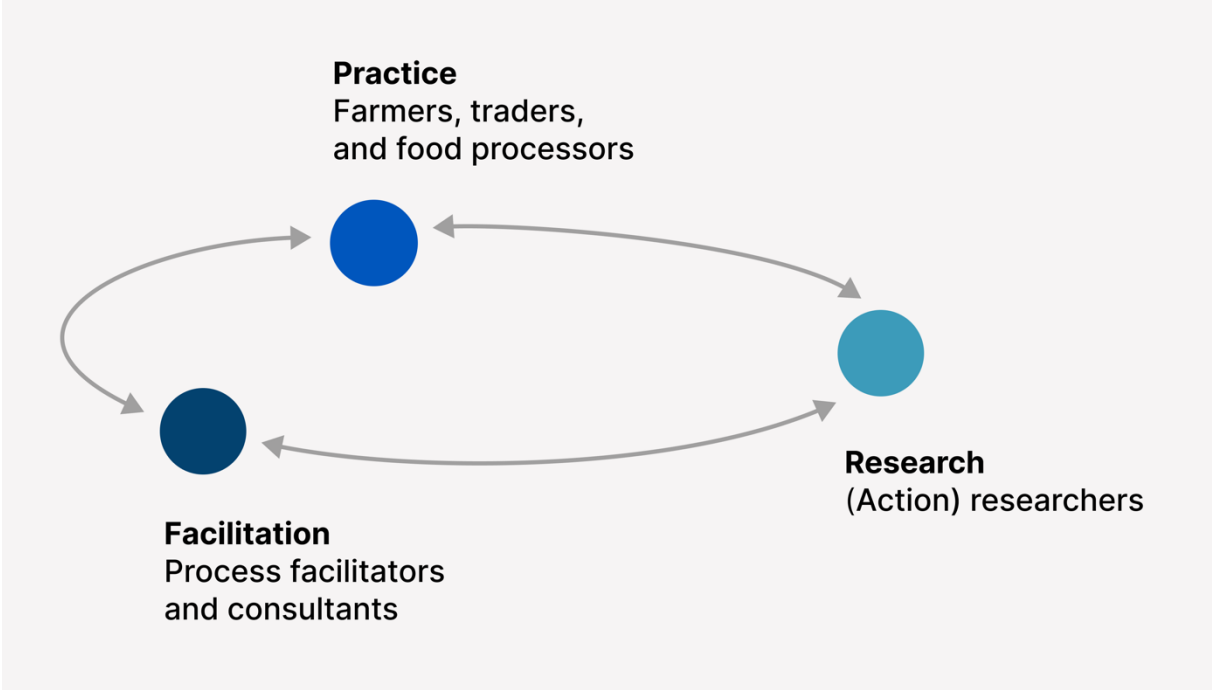 Practice
Farmers, traders,
and food processors
Research
(Action) researchers
Facilitation
Process facilitators
and consultants